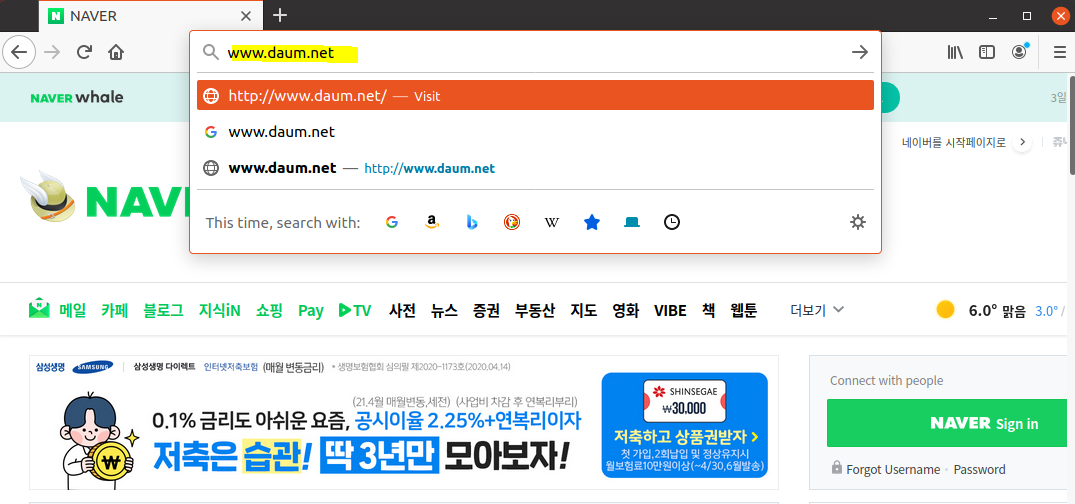 NAVER
www.daum.net
http://www.daum.net/ — Visit
www.daum.net
www.daum.net — http://www.daum.net
This time, search with:
NAVER whale
3일
네이버를 시작페이지로
쥬니
NAV
메일 카페 블로그 지식iN 쇼핑 Pay TV 사전 뉴스 증권 부동산 지도 영화 VIBE 책 웹툰 더보기 6.0° 맑음 3.0° /
삼성생명 SAMSUNG 삼성생명 다이렉트 인터넷저축보험 (매월 변동금리) * 생명보험협회 심의필 제2020-1173호(2020.04.14)
(21.4월 매월변동,세전) (사업비 차감 후 연복리부리)
0.1% 금리도 아쉬운 요즘, 공시이율 2.25%+연복리이자
저축은 습관! 딱 3년만 모아보자!
SHINSEGAE
₩30,000
저축하고 상품권받자
첫 가입,2회납입 및 정상유지시
월보험료10만원이상(~4/30,6월발송)
Connect with people
NAVER Sign in
Forgot Username · Password